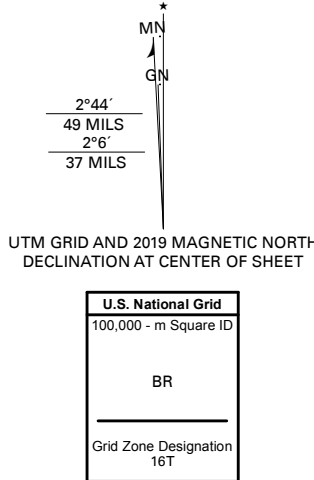 ★
MN
GN
2°44´
49 MILS
2°6´
37 MILS
UTM GRID AND 2019 MAGNETIC NORTH
DECLINATION AT CENTER OF SHEET
U.S. National Grid
100,000 - m Square ID
BR
Grid Zone Designation
16T